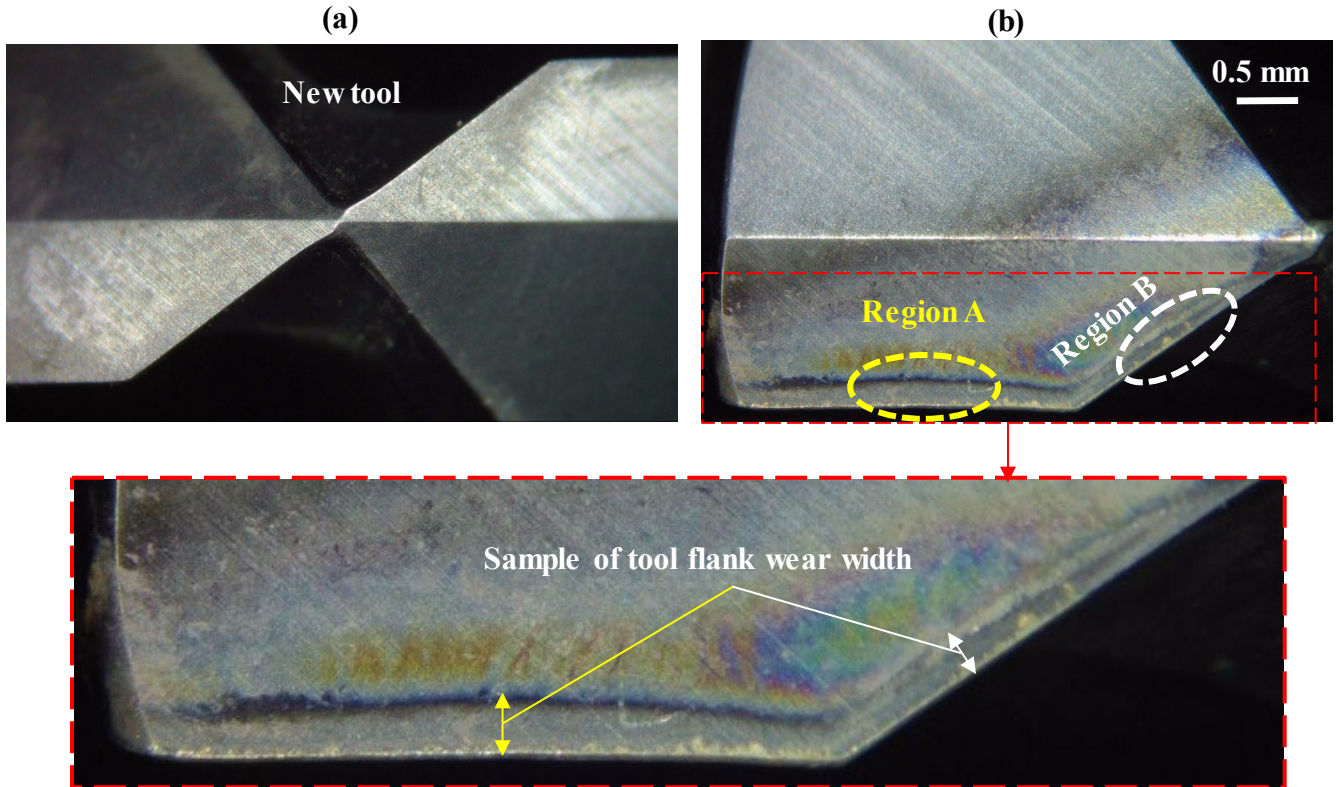 (a)
(b)
New tool
0.5 mm
Region A
Region B
Sample of tool flank wear width